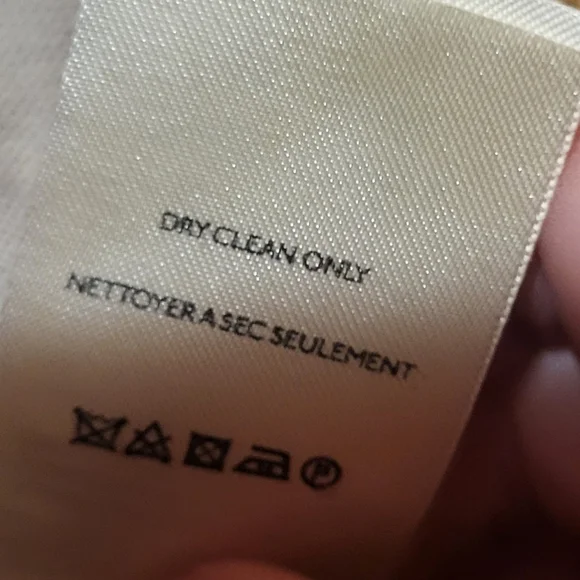 DRY CLEAN ONLY
NETTOYER A SEC SEULEMENT
P